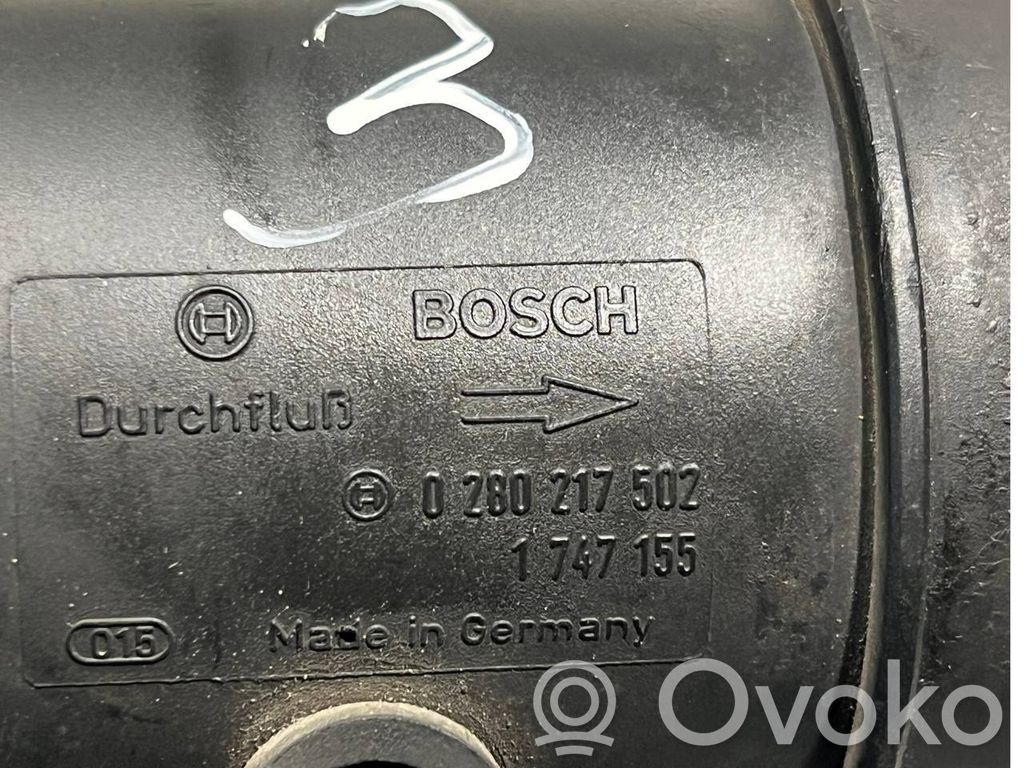 3
BOSCH
Durchfluß
0 280 217 502
1 747 155
015 Made in Germany
Ovoko